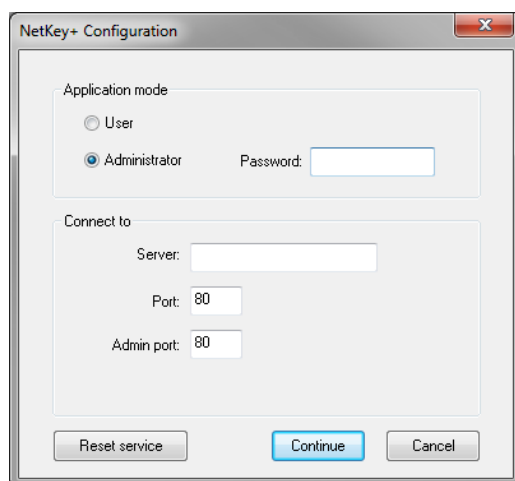 NetKey+ Configuration
Application mode
User
Administrator Password:
Connect to
Server:
Port: 80
Admin port: 80
Reset service Continue Cancel